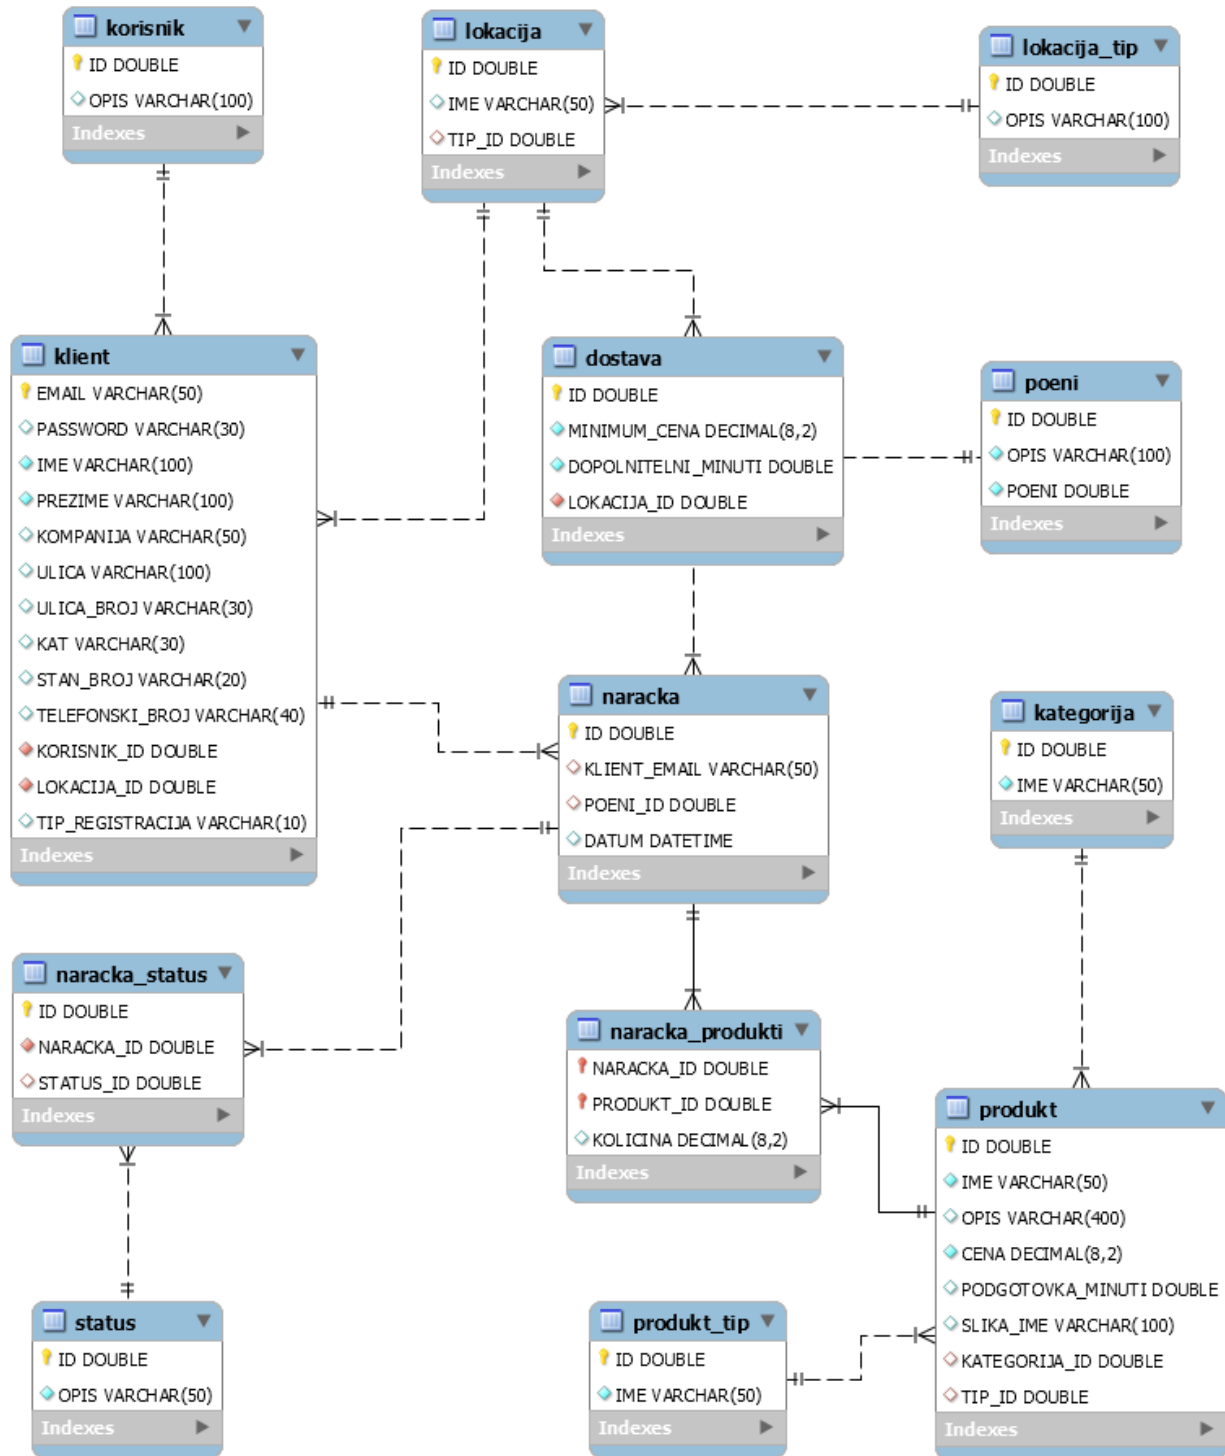 korisnik
ID DOUBLE
OPIS VARCHAR(100)
Indexes
lokacija
ID DOUBLE
IME VARCHAR(50)
TIP_ID DOUBLE
Indexes
lokacija_tip
ID DOUBLE
OPIS VARCHAR(100)
Indexes
klient
EMAIL VARCHAR(50)
PASSWORD VARCHAR(30)
IME VARCHAR(100)
PREZIME VARCHAR(100)
KOMPANIJA VARCHAR(50)
ULICA VARCHAR(100)
ULICA_BROJ VARCHAR(30)
KAT VARCHAR(30)
STAN_BROJ VARCHAR(20)
TELEFONSKI_BROJ VARCHAR(40)
KORISNIK_ID DOUBLE
LOKACIJA_ID DOUBLE
TIP_REGISTRACIJA VARCHAR(10)
Indexes
dostava
ID DOUBLE
MINIMUM_CENA DECIMAL(8,2)
DOPOLNITELNI_MINUTI DOUBLE
LOKACIJA_ID DOUBLE
Indexes
poeni
ID DOUBLE
OPIS VARCHAR(100)
POENI DOUBLE
Indexes
naracka
ID DOUBLE
KLIENT_EMAIL VARCHAR(50)
POENI_ID DOUBLE
DATUM DATETIME
Indexes
kategorija
ID DOUBLE
IME VARCHAR(50)
Indexes
naracka_status
ID DOUBLE
NARACKA_ID DOUBLE
STATUS_ID DOUBLE
Indexes
naracka_produkti
NARACKA_ID DOUBLE
PRODUKT_ID DOUBLE
KOLICINA DECIMAL(8,2)
Indexes
produkt
ID DOUBLE
IME VARCHAR(50)
OPIS VARCHAR(400)
CENA DECIMAL(8,2)
PODGOTOVKA_MINUTI DOUBLE
SLIKA_IME VARCHAR(100)
KATEGORIJA_ID DOUBLE
TIP_ID DOUBLE
Indexes
status
ID DOUBLE
OPIS VARCHAR(50)
Indexes
produkt_tip
ID DOUBLE
IME VARCHAR(50)
Indexes